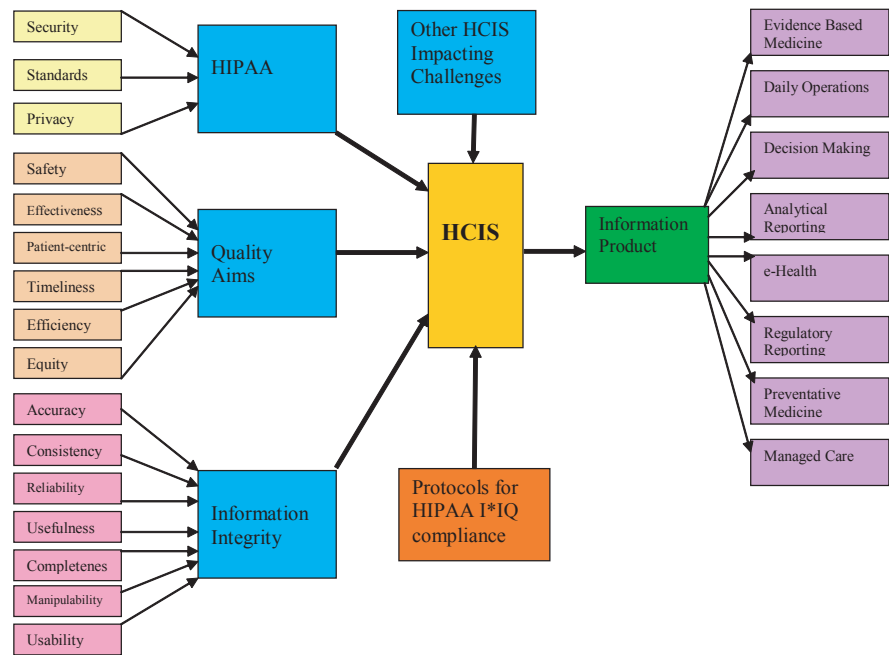 Security
Standards
Privacy
Safety
Effectiveness
Patient-centric
Timeliness
Efficiency
Equity
Accuracy
Consistency
Reliability
Usefulness
Completenes
Manipulability
Usability
HIPAA
Quality
Aims
Information
Integrity
Other HCIS
Impacting
Challenges
HCIS
Protocols for
HIPAA I*IQ
compliance
Information
Product
Evidence Based
Medicine
Daily Operations
Decision Making
Analytical
Reporting
e-Health
Regulatory
Reporting
Preventative
Medicine
Managed Care